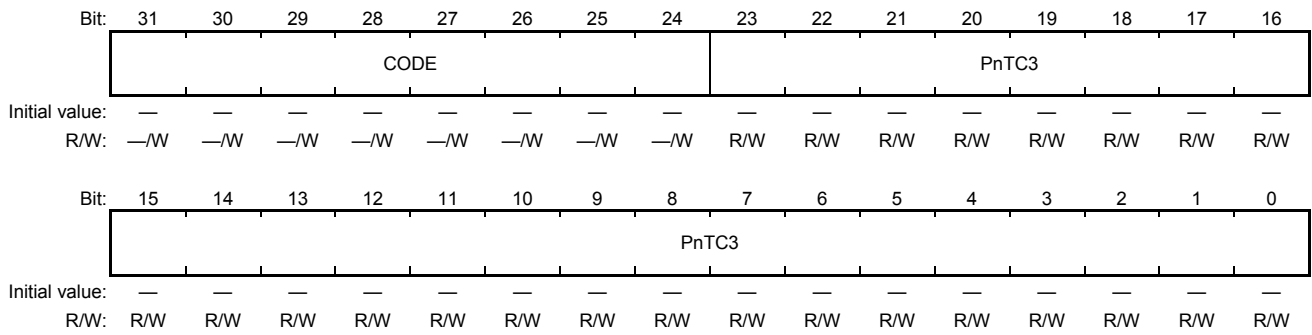 Bit: 31 30 29 28 27 26 25 24 23 22 21 20 19 18 17 16
CODE PnTC3
Initial value: — — — — — — — — — — — — — — — —
R/W: —/W —/W —/W —/W —/W —/W —/W —/W R/W R/W R/W R/W R/W R/W R/W R/W
Bit: 15 14 13 12 11 10 9 8 7 6 5 4 3 2 1 0
PnTC3
Initial value: — — — — — — — — — — — — — — — —
R/W: R/W R/W R/W R/W R/W R/W R/W R/W R/W R/W R/W R/W R/W R/W R/W R/W